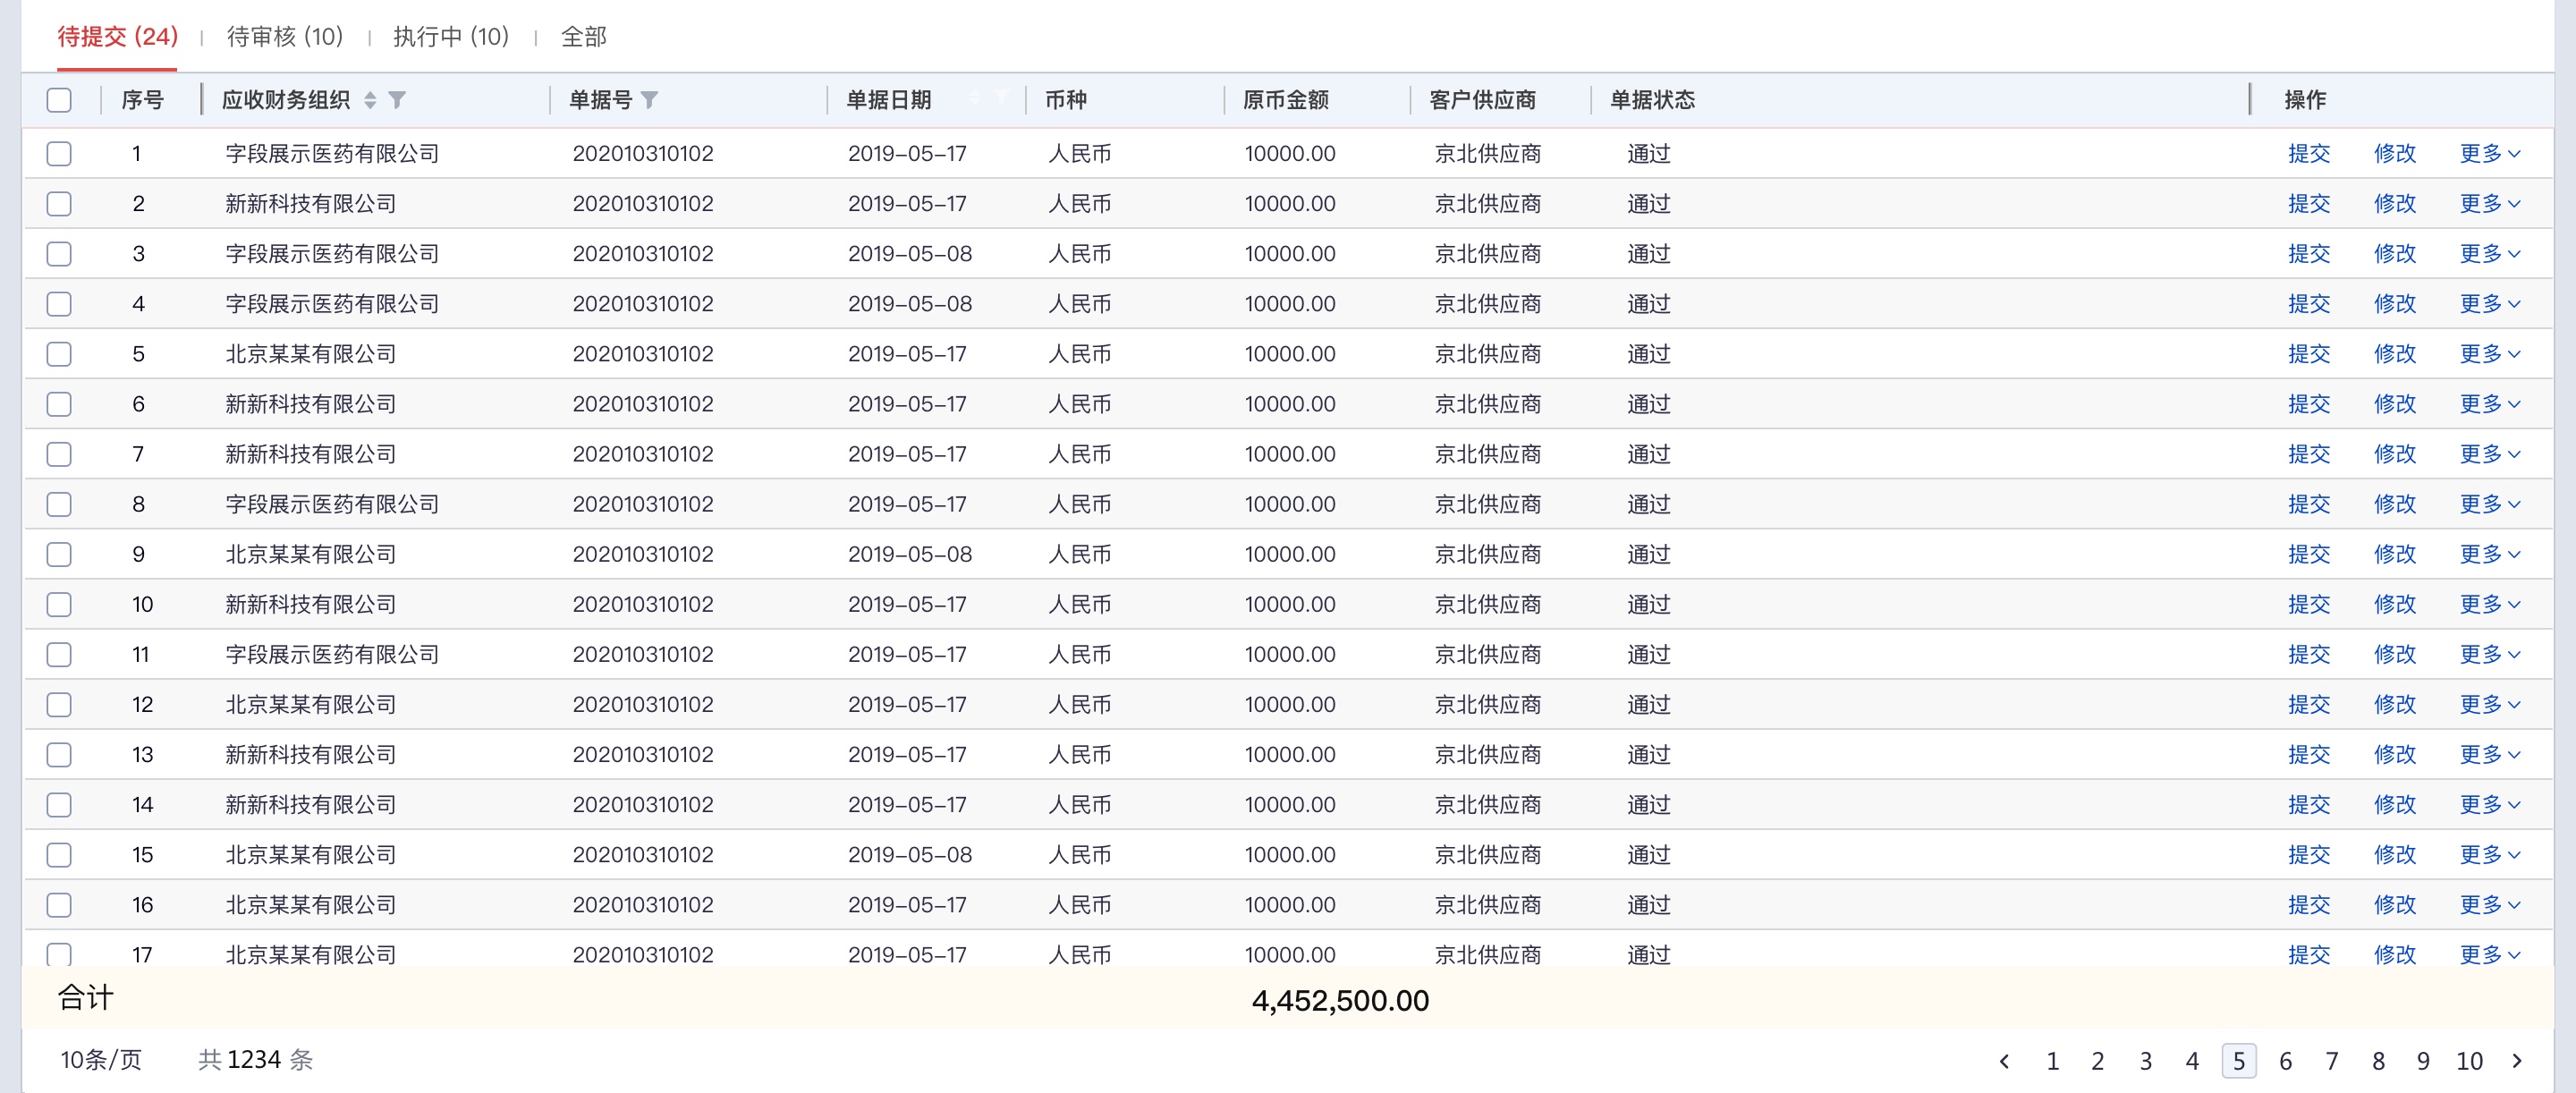 待提交 (24) | 待审核 (10) | 执行中 (10) | 全部
序号 应收财务组织 单据号 单据日期 币种 原币金额 客户供应商 单据状态 操作
1 字段展示医药有限公司 202010310102 2019-05-17 人民币 10000.00 京北供应商 通过 提交 修改 更多
2 新新科技有限公司 202010310102 2019-05-17 人民币 10000.00 京北供应商 通过 提交 修改 更多
3 字段展示医药有限公司 202010310102 2019-05-08 人民币 10000.00 京北供应商 通过 提交 修改 更多
4 字段展示医药有限公司 202010310102 2019-05-08 人民币 10000.00 京北供应商 通过 提交 修改 更多
5 北京某某有限公司 202010310102 2019-05-17 人民币 10000.00 京北供应商 通过 提交 修改 更多
6 新新科技有限公司 202010310102 2019-05-17 人民币 10000.00 京北供应商 通过 提交 修改 更多
7 新新科技有限公司 202010310102 2019-05-17 人民币 10000.00 京北供应商 通过 提交 修改 更多
8 字段展示医药有限公司 202010310102 2019-05-17 人民币 10000.00 京北供应商 通过 提交 修改 更多
9 北京某某有限公司 202010310102 2019-05-08 人民币 10000.00 京北供应商 通过 提交 修改 更多
10 新新科技有限公司 202010310102 2019-05-17 人民币 10000.00 京北供应商 通过 提交 修改 更多
11 字段展示医药有限公司 202010310102 2019-05-17 人民币 10000.00 京北供应商 通过 提交 修改 更多
12 北京某某有限公司 202010310102 2019-05-17 人民币 10000.00 京北供应商 通过 提交 修改 更多
13 新新科技有限公司 202010310102 2019-05-17 人民币 10000.00 京北供应商 通过 提交 修改 更多
14 新新科技有限公司 202010310102 2019-05-17 人民币 10000.00 京北供应商 通过 提交 修改 更多
15 北京某某有限公司 202010310102 2019-05-08 人民币 10000.00 京北供应商 通过 提交 修改 更多
16 北京某某有限公司 202010310102 2019-05-17 人民币 10000.00 京北供应商 通过 提交 修改 更多
17 北京某某有限公司 202010310102 2019-05-17 人民币 10000.00 京北供应商 通过 提交 修改 更多
合计 4,452,500.00
10条/页 共 1234 条 1 2 3 4 5 6 7 8 9 10